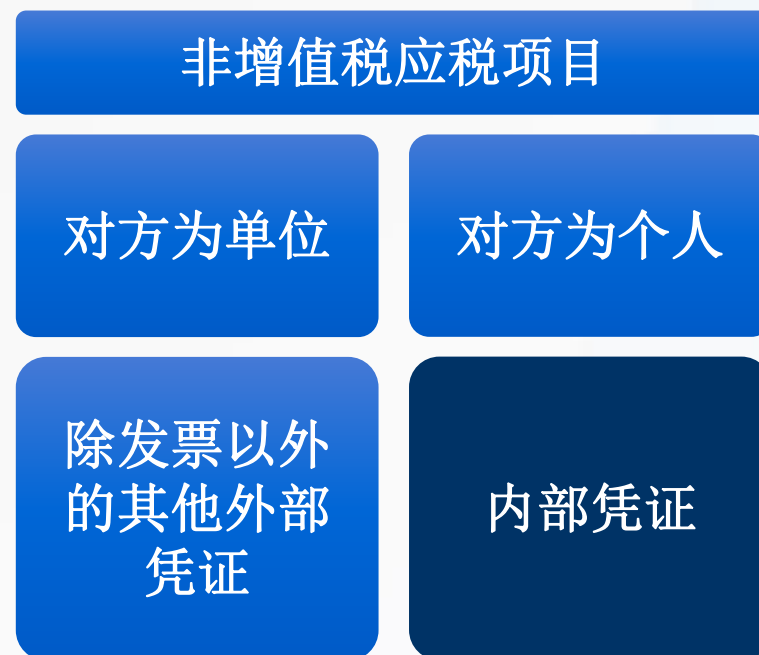 非增值税应税项目
对方为单位
对方为个人
除发票以外
的其他外部
凭证
内部凭证